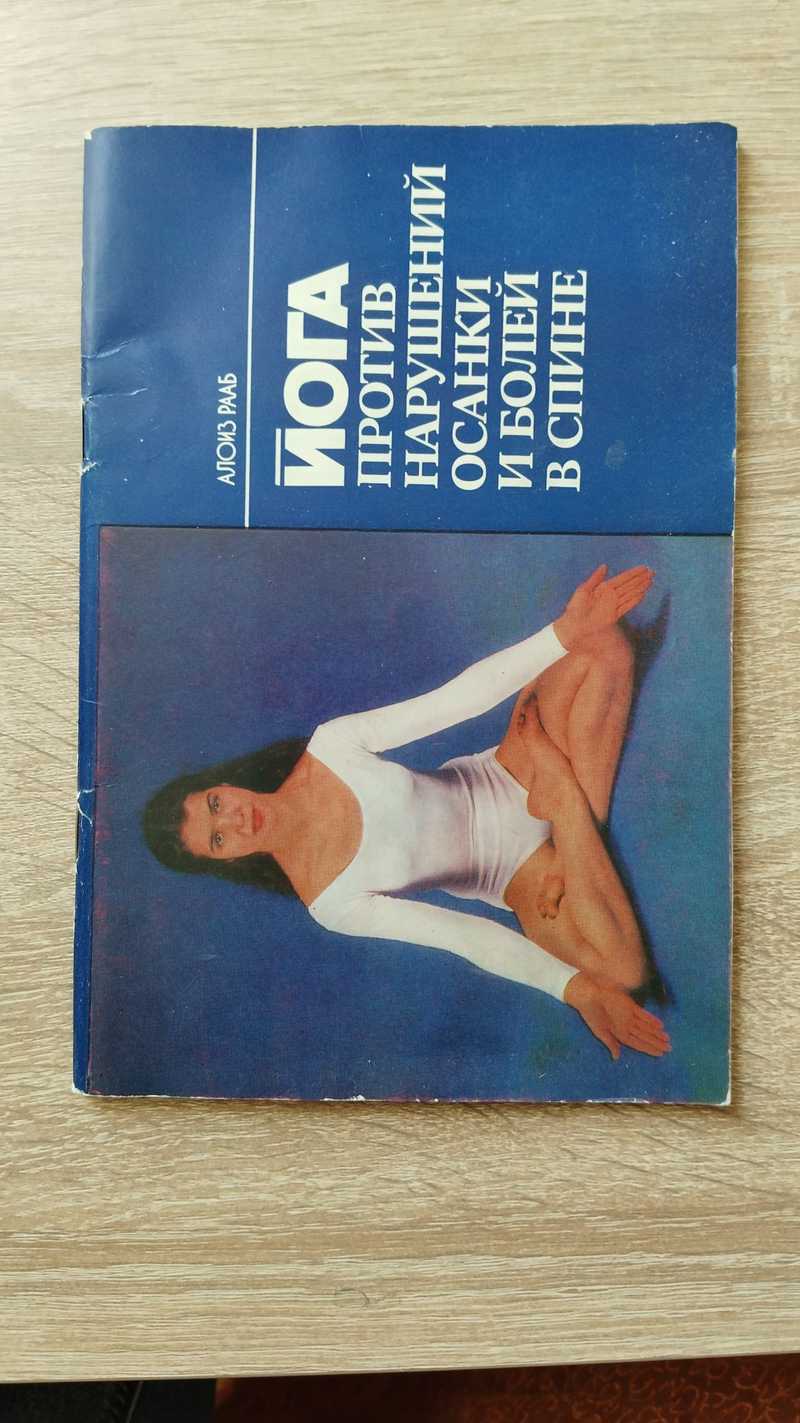 АЛОИЗ РААБ
ЙОГА
ПРОТИВ
НАРУШЕНИЙ
ОСАНКИ
И БОЛЕЙ
В СПИНЕ